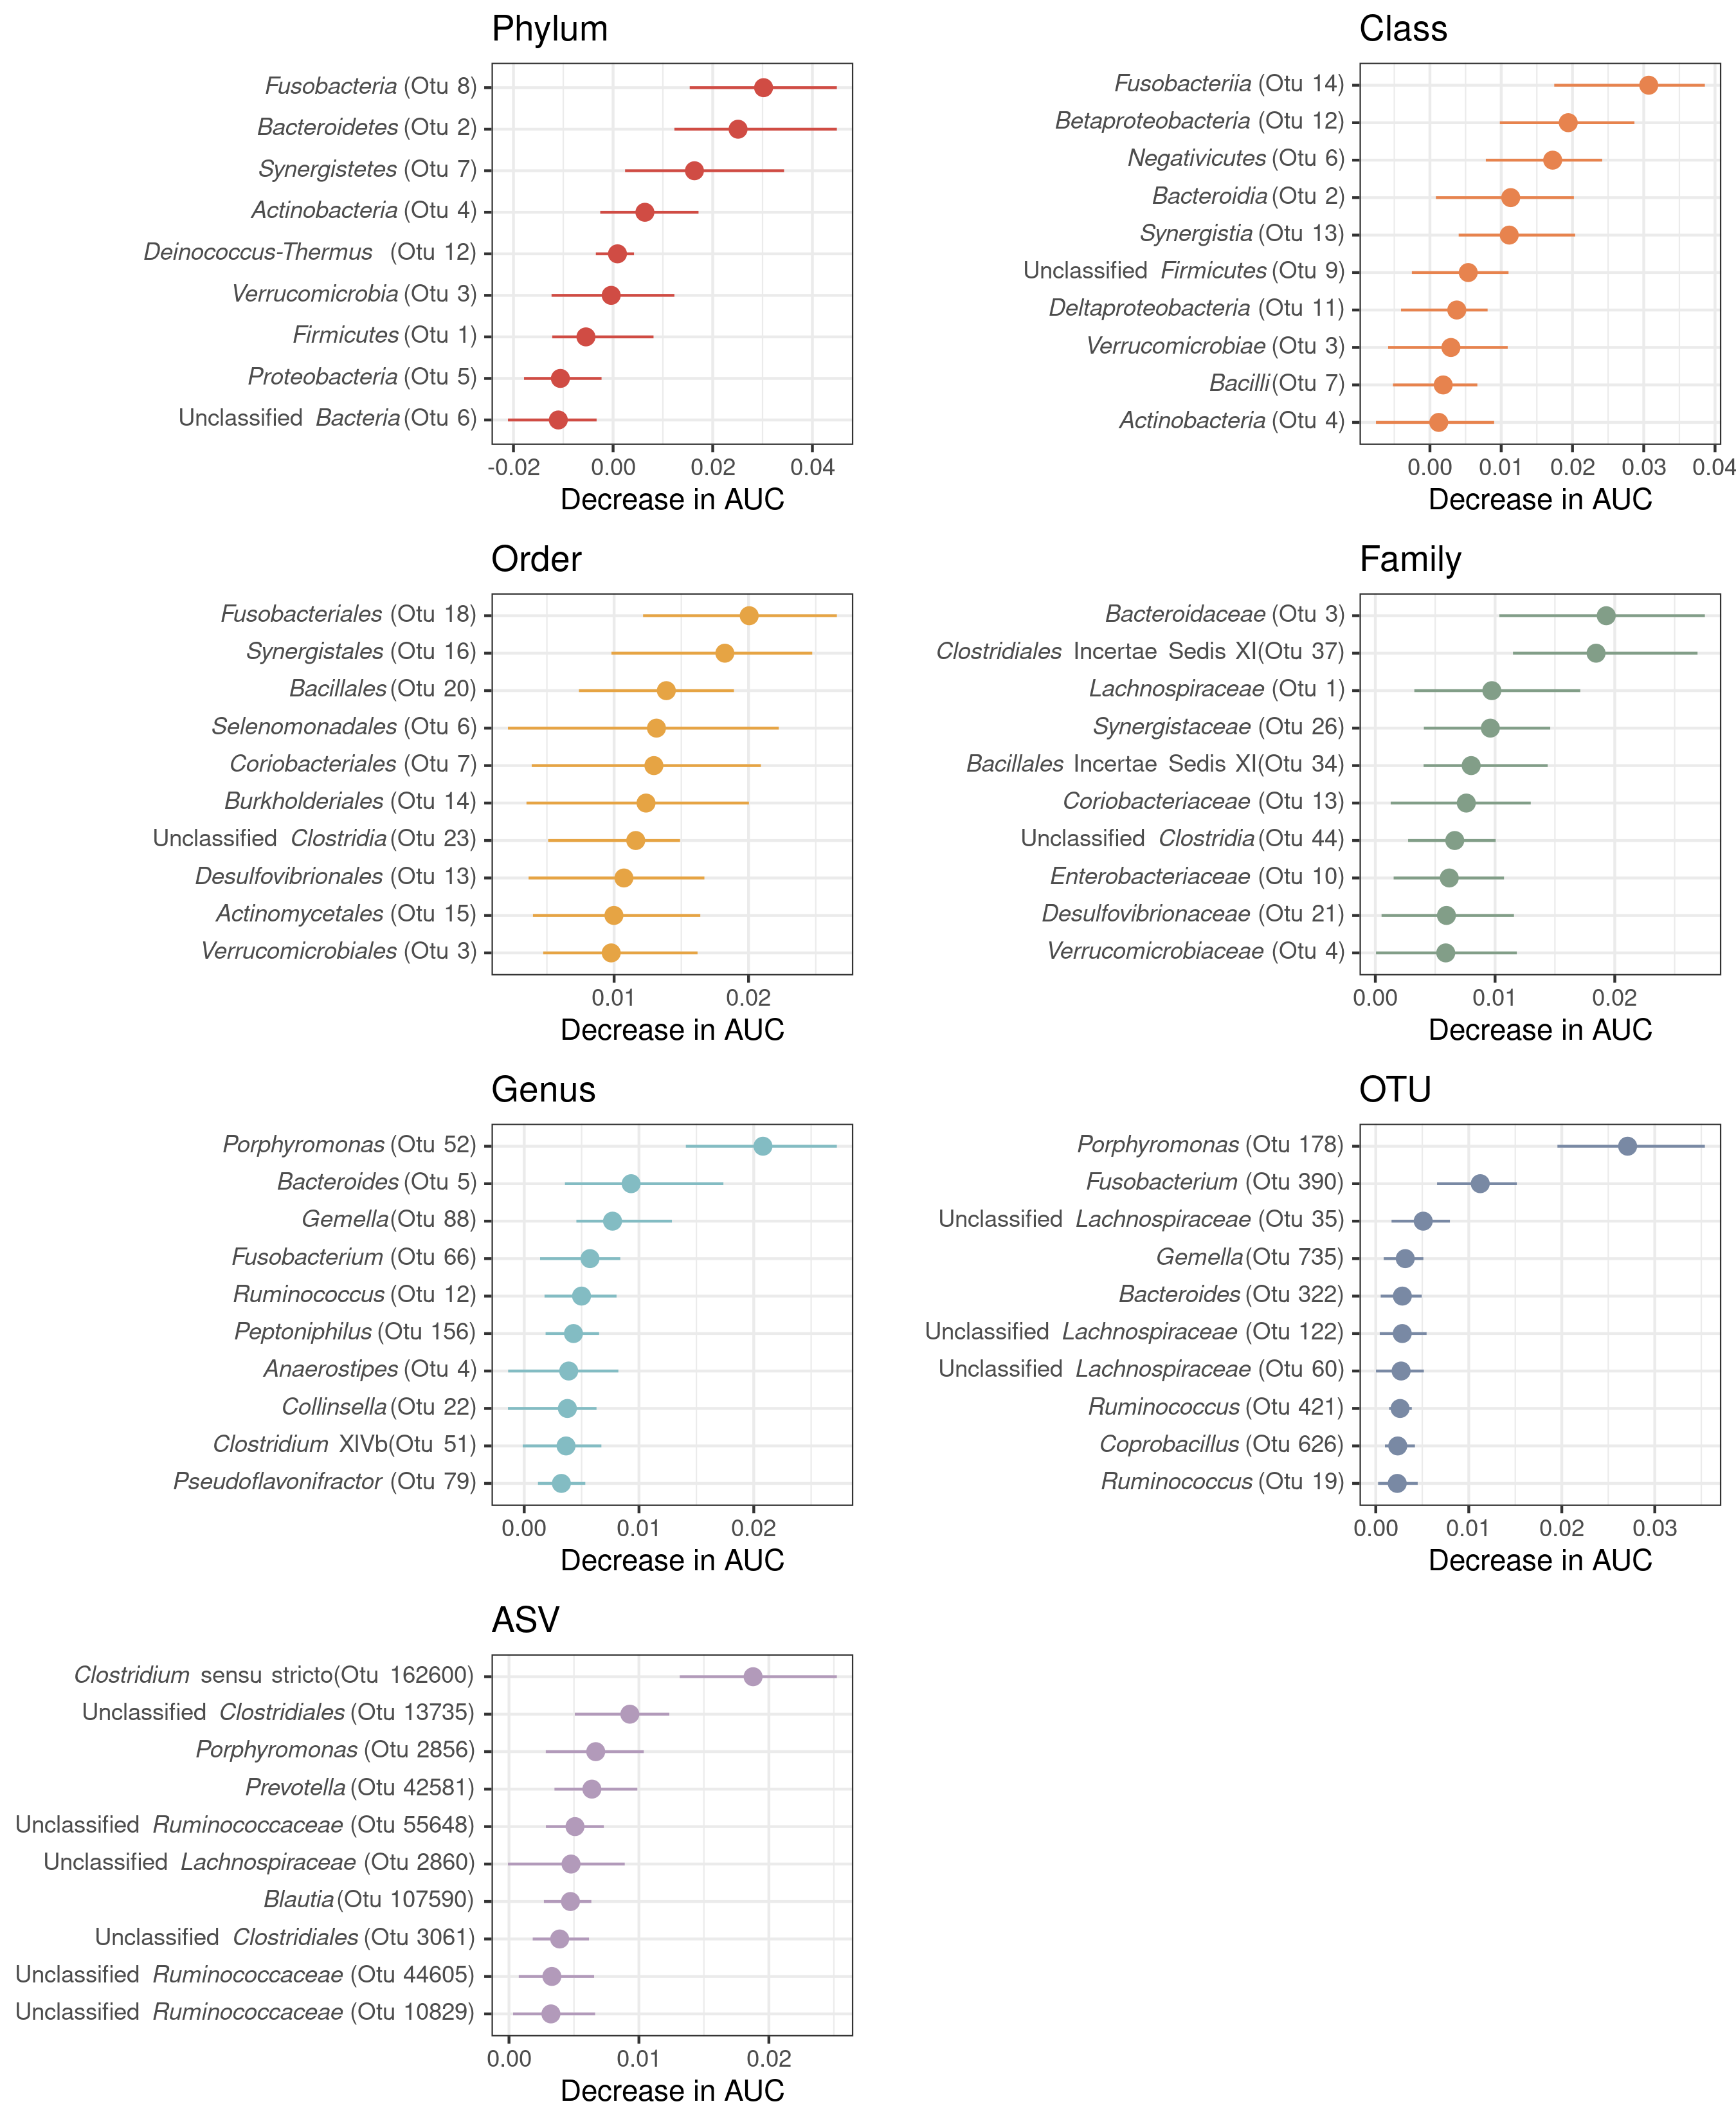 Phylum
Fusobacteria (Otu 8)
Bacteroidetes (Otu 2)
Synergistetes (Otu 7)
Actinobacteria (Otu 4)
Deinococcus-Thermus (Otu 12)
Verrucomicrobia (Otu 3)
Firmicutes (Otu 1)
Proteobacteria (Otu 5)
Unclassified Bacteria (Otu 6)
-0.02 0.00 0.02 0.04
Decrease in AUC
Class
Fusobacteriia (Otu 14)
Betaproteobacteria (Otu 12)
Negativicutes (Otu 6)
Bacteroidia (Otu 2)
Synergistia (Otu 13)
Unclassified Firmicutes (Otu 9)
Deltaproteobacteria (Otu 11)
Verrucomicrobiae (Otu 3)
Bacilli (Otu 7)
Actinobacteria (Otu 4)
0.00 0.01 0.02 0.03 0.04
Decrease in AUC
Order
Fusobacteriales (Otu 18)
Synergistales (Otu 16)
Bacillales (Otu 20)
Selenomonadales (Otu 6)
Coriobacteriales (Otu 7)
Burkholderiales (Otu 14)
Unclassified Clostridia (Otu 23)
Desulfovibrionales (Otu 13)
Actinomycetales (Otu 15)
Verrucomicrobiales (Otu 3)
0.01 0.02
Decrease in AUC
Family
Bacteroidaceae (Otu 3)
Clostridiales Incertae Sedis XI(Otu 37)
Lachnospiraceae (Otu 1)
Synergistaceae (Otu 26)
Bacillales Incertae Sedis XI(Otu 34)
Coriobacteriaceae (Otu 13)
Unclassified Clostridia (Otu 44)
Enterobacteriaceae (Otu 10)
Desulfovibrionaceae (Otu 21)
Verrucomicrobiaceae (Otu 4)
0.00 0.01 0.02
Decrease in AUC
Genus
Porphyromonas (Otu 52)
Bacteroides (Otu 5)
Gemella (Otu 88)
Fusobacterium (Otu 66)
Ruminococcus (Otu 12)
Peptoniphilus (Otu 156)
Anaerostipes (Otu 4)
Collinsella (Otu 22)
Clostridium XIVb(Otu 51)
Pseudoflavonifractor (Otu 79)
0.00 0.01 0.02
Decrease in AUC
OTU
Porphyromonas (Otu 178)
Fusobacterium (Otu 390)
Unclassified Lachnospiraceae (Otu 35)
Gemella (Otu 735)
Bacteroides (Otu 322)
Unclassified Lachnospiraceae (Otu 122)
Unclassified Lachnospiraceae (Otu 60)
Ruminococcus (Otu 421)
Coprobacillus (Otu 626)
Ruminococcus (Otu 19)
0.00 0.01 0.02 0.03
Decrease in AUC
ASV
Clostridium sensu stricto(Otu 162600)
Unclassified Clostridiales (Otu 13735)
Porphyromonas (Otu 2856)
Prevotella (Otu 42581)
Unclassified Ruminococcaceae (Otu 55648)
Unclassified Lachnospiraceae (Otu 2860)
Blautia (Otu 107590)
Unclassified Clostridiales (Otu 3061)
Unclassified Ruminococcaceae (Otu 44605)
Unclassified Ruminococcaceae (Otu 10829)
0.00 0.01 0.02
Decrease in AUC